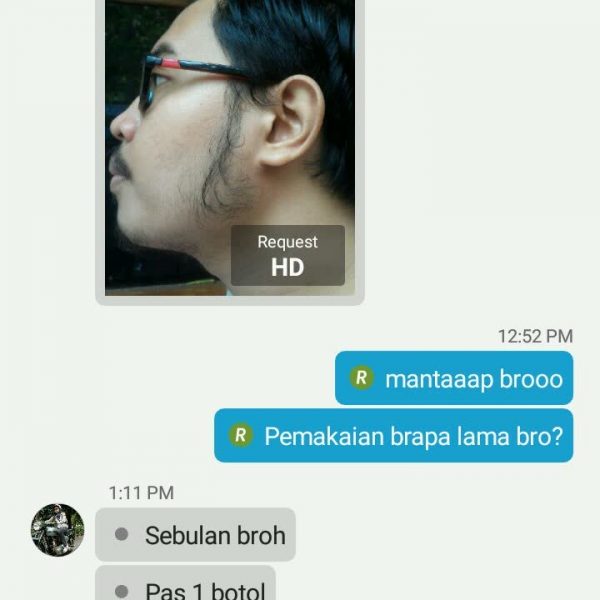 Request
HD
12:52 PM
R mantaaap brooo
R Pemakaian brapa lama bro?
1:11 PM
Sebulan broh
Pas 1 botol